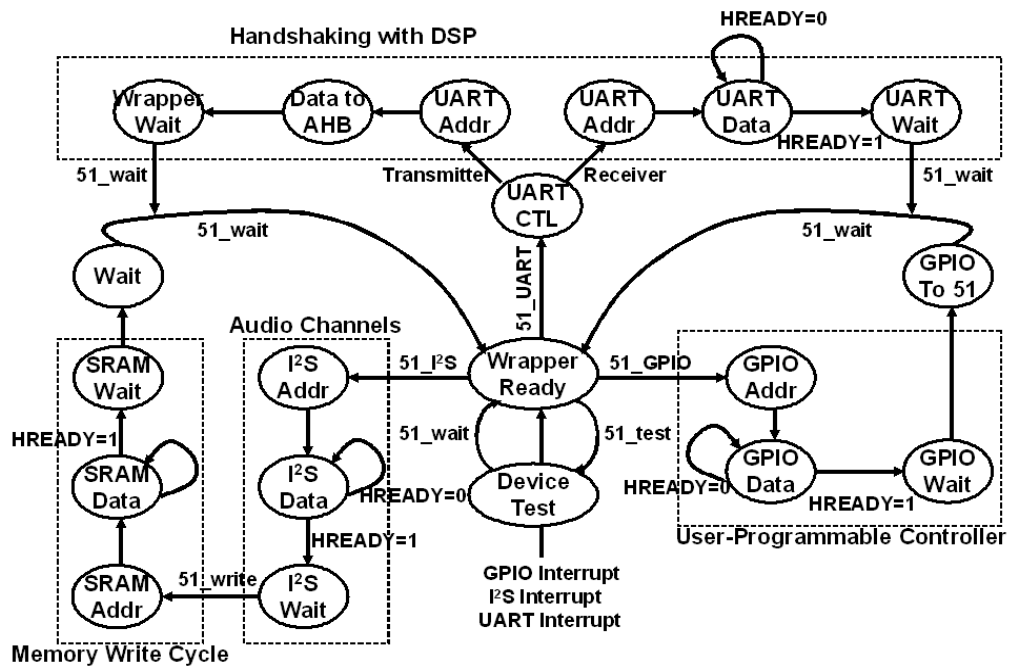 HREADY=0
Handshaking with DSP
Wrapper
Wait
Data to
AHB
UART
Addr
UART
Addr
UART
Data
UART
Wait
HREADY=1
51_wait
Transmitter
Receiver
51_wait
UART
CTL
51_wait
51_wait
Wait
GPIO
To 51
51_UART
Audio Channels
SRAM
Wait
I²S
Addr
51_I²S
Wrapper
Ready
51_GPIO
GPIO
Addr
HREADY=1
51_wait
51_test
SRAM
Data
I²S
Data
HREADY=0
Device
Test
HREADY=0
GPIO
Data
GPIO
Wait
HREADY=1
HREADY=1
User-Programmable Controller
SRAM
Addr
51_write
I²S
Wait
GPIO Interrupt
I²S Interrupt
UART Interrupt
Memory Write Cycle